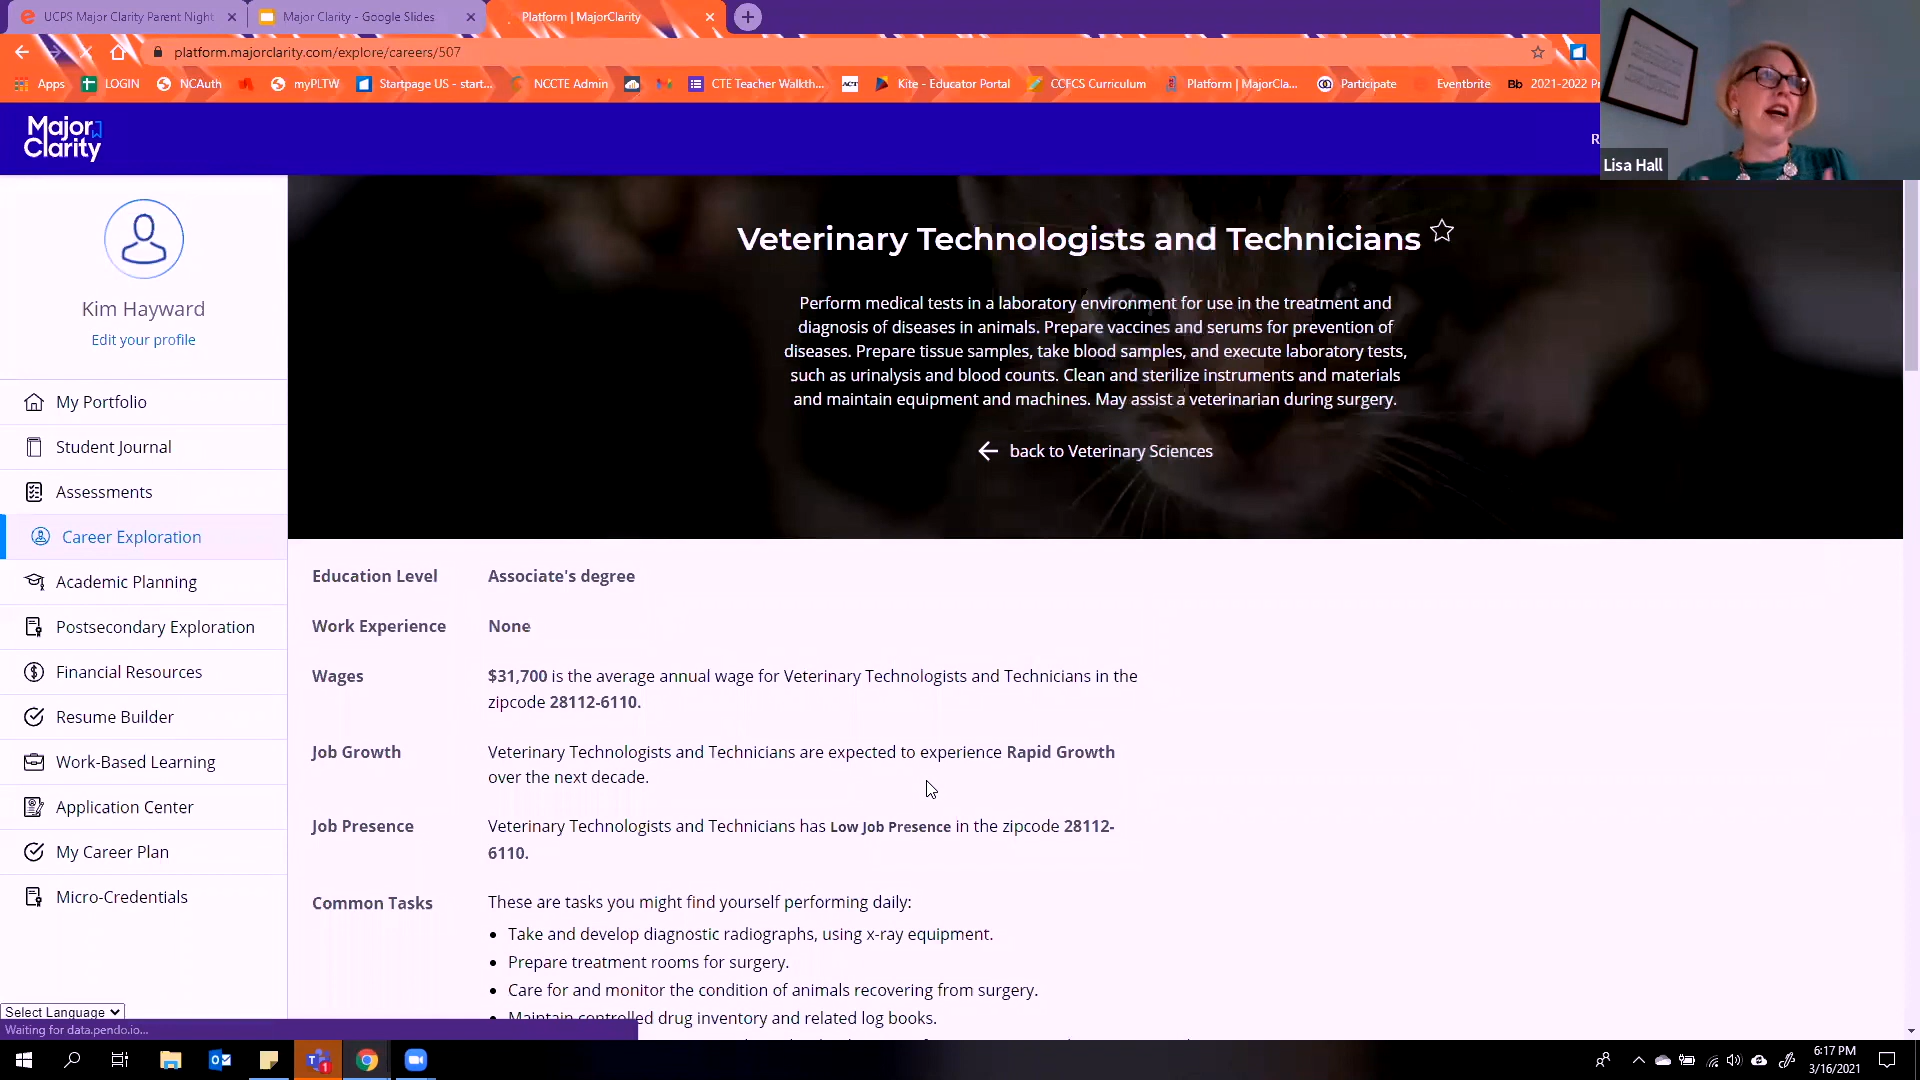 UCPS Major Clarity Parent Night
Major Clarity - Google Slides
Platform | MajorClarity
platform.majorclarity.com/explore/careers/507
Apps
LOGIN
NCAuth
myPLTW
Startpage US - start...
NCCTE Admin
ACT
CTE Teacher Walkth...
Kite - Educator Portal
CCFCS Curriculum
Platform | MajorCla...
Participate
Eventbrite
Bb 2021-2022
Lisa Hall
Major
Clarity
R
Kim Hayward
Edit your profile
My Portfolio
Student Journal
Assessments
Career Exploration
Academic Planning
Postsecondary Exploration
Financial Resources
Resume Builder
Work-Based Learning
Application Center
My Career Plan
Micro-Credentials
Select Language
Waiting for data.pendo.io...
Veterinary Technologists and Technicians
Perform medical tests in a laboratory environment for use in the treatment and
diagnosis of diseases in animals. Prepare vaccines and serums for prevention of
diseases. Prepare tissue samples, take blood samples, and execute laboratory tests,
such as urinalysis and blood counts. Clean and sterilize instruments and materials
and maintain equipment and machines. May assist a veterinarian during surgery.
back to Veterinary Sciences
Education Level Associate's degree
Work Experience None
Wages $31,700 is the average annual wage for Veterinary Technologists and Technicians in the
zipcode 28112-6110.
Job Growth Veterinary Technologists and Technicians are expected to experience Rapid Growth
over the next decade.
Job Presence Veterinary Technologists and Technicians has Low Job Presence in the zipcode 28112-
6110.
Common Tasks These are tasks you might find yourself performing daily:
• Take and develop diagnostic radiographs, using x-ray equipment.
• Prepare treatment rooms for surgery.
• Care for and monitor the condition of animals recovering from surgery.
• Maintain controlled drug inventory and related log books.
6:17 PM
3/16/2021